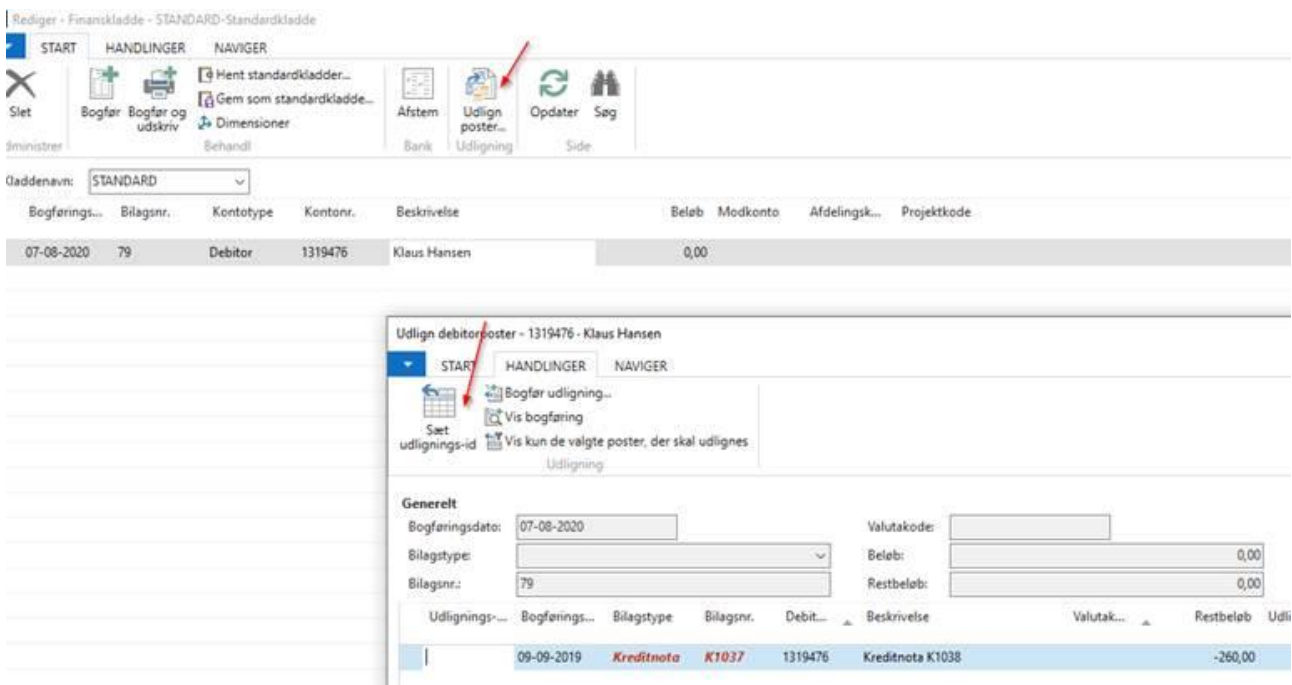 Rediger - Finanskladde - STANDARD-Standardkladde
START HANDLINGER NAVIGER
Slet
Bogfør
Bogfør og udskriv
Hent standardkladder...
Gem som standardkladde...
Dimensioner
Afstem
Udlign poster...
Opdater
Søg
Behandl Bank Udligning Side
STANDARD
Bogførings... Bilagsnr. Kontotype Kontonr. Beskrivelse Beløb Modkonto Afdelingsk... Projektkode
07-08-2020 79 Debitor 1319476 Klaus Hansen 0,00
Udlign debitorposter - 1319476 - Klaus Hansen
START HANDLINGER NAVIGER
Sæt udlignings-id
Bogfør udligning...
Vis bogføring
Vis kun de valgte poster, der skal udlignes
Udligning
Generelt
Bogføringsdato: 07-08-2020 Valutakode:
Bilagstype: Beløb: 0,00
Bilagsnr.: 79 Restbeløb: 0,00
Udlignings-... Bogførings... Bilagstype Bilagsnr. Debit... Beskrivelse Valutak... Restbeløb
09-09-2019 Kreditnota K1037 1319476 Kreditnota K1038 -260,00